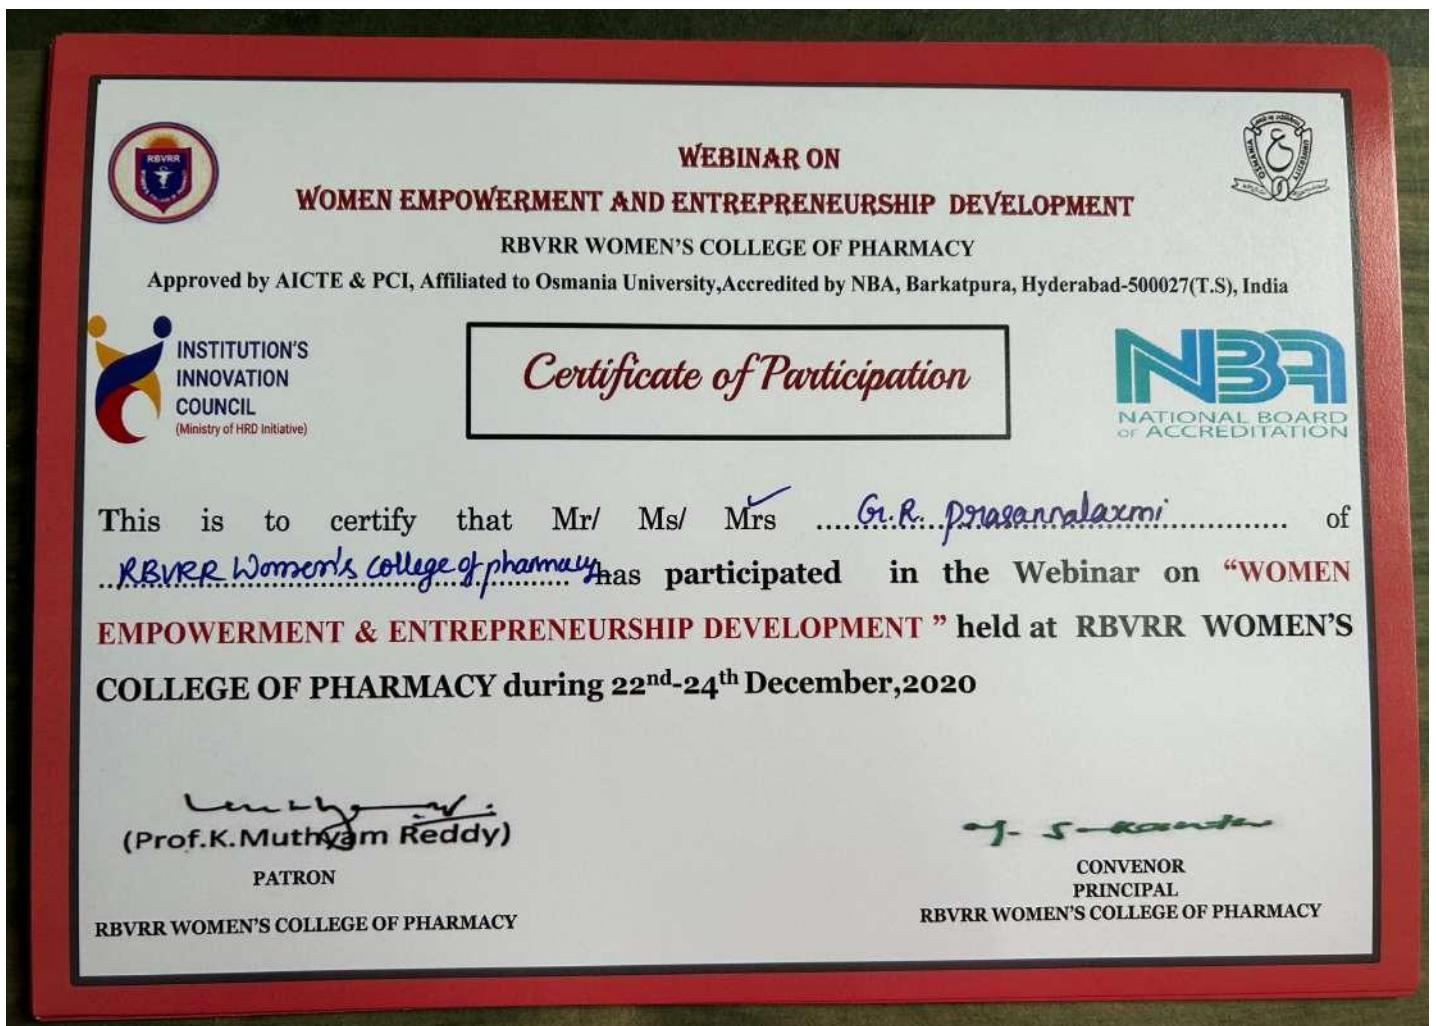 RBVRR
WEBINAR ON
WOMEN EMPOWERMENT AND ENTREPRENEURSHIP DEVELOPMENT
RBVRR WOMEN'S COLLEGE OF PHARMACY
Approved by AICTE & PCI, Affiliated to Osmania University,Accredited by NBA, Barkatpura, Hyderabad-500027(T.S), India
INSTITUTION'S
INNOVATION
COUNCIL
(Ministry of HRD Initiative)
Certificate of Participation
NBA
NATIONAL BOARD
OF ACCREDITATION
This is to certify that Mr/ Ms/ Mrs .... G.R. Prasannalaxmi ................ of
..RBVRR Women's college of pharmacy has participated in the Webinar on “WOMEN
EMPOWERMENT & ENTREPRENEURSHIP DEVELOPMENT ” held at RBVRR WOMEN'S
COLLEGE OF PHARMACY during 22nd-24th December,2020
(Prof.K.Muthyam Reddy)
PATRON
RBVRR WOMEN'S COLLEGE OF PHARMACY
CONVENOR
PRINCIPAL
RBVRR WOMEN'S COLLEGE OF PHARMACY